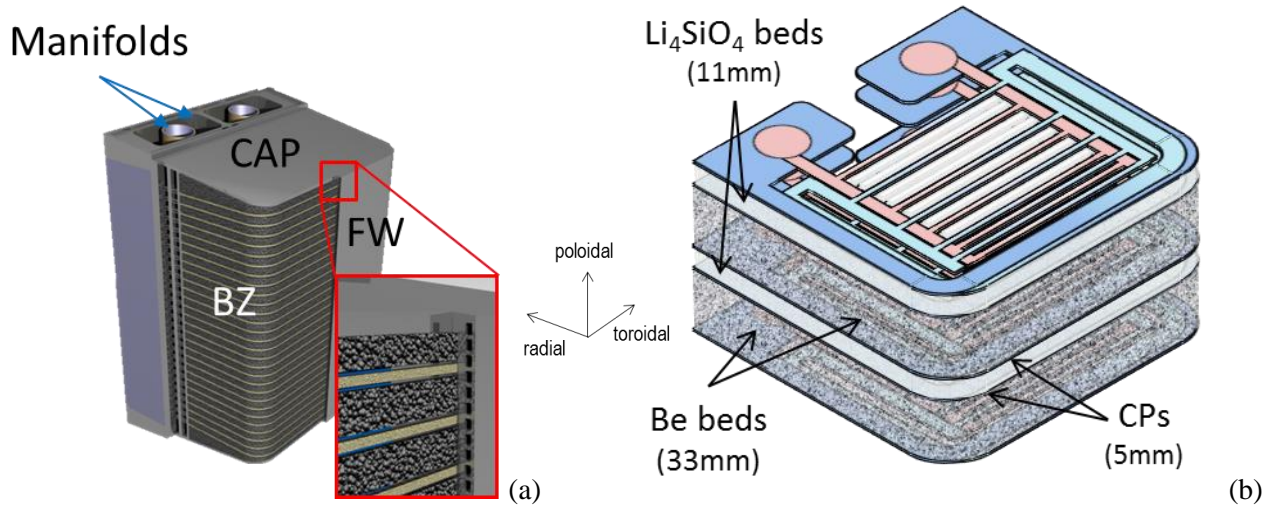 Manifolds
CAP
FW
BZ
(a)
poloidal
radial
toroidal
Li₄SiO₄ beds
(11mm)
Be beds
(33mm)
CPs
(5mm)
(b)